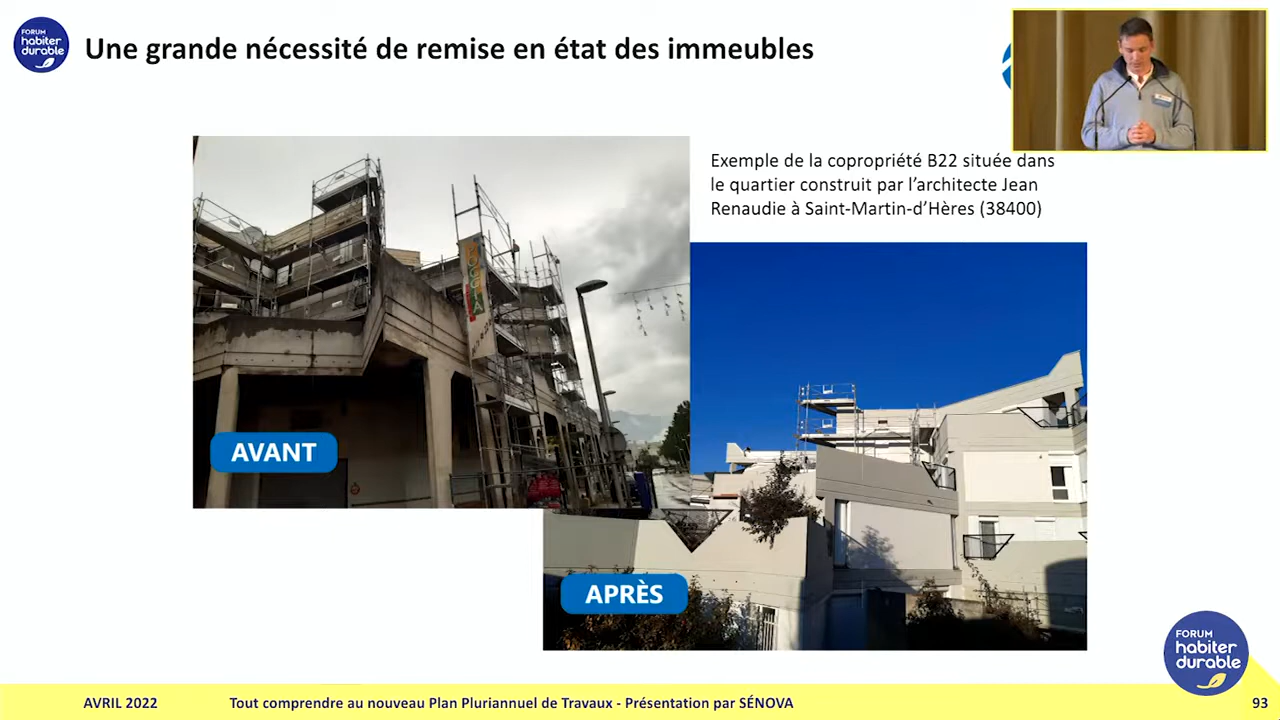 FORUM
habiter
durable
Une grande nécessité de remise en état des immeubles
Exemple de la copropriété B22 située dans
le quartier construit par l’architecte Jean
Renaudie à Saint-Martin-d’Hères (38400)
AVANT
APRÈS
FORUM
habiter
durable
AVRIL 2022
Tout comprendre au nouveau Plan Pluriannuel de Travaux - Présentation par SÉNOVA
93